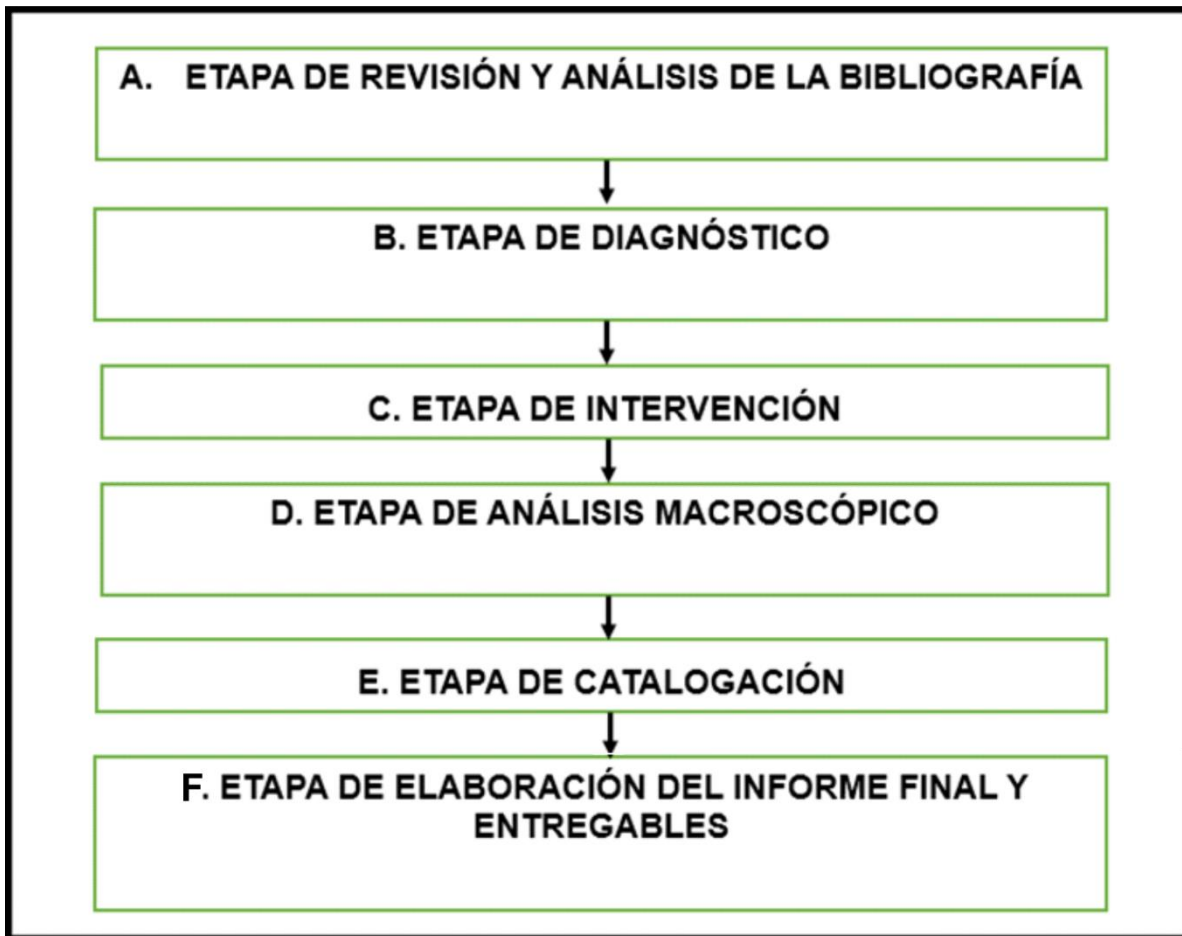 A. ETAPA DE REVISIÓN Y ANÁLISIS DE LA BIBLIOGRAFÍA
B. ETAPA DE DIAGNÓSTICO
C. ETAPA DE INTERVENCIÓN
D. ETAPA DE ANÁLISIS MACROSCÓPICO
E. ETAPA DE CATALOGACIÓN
F. ETAPA DE ELABORACIÓN DEL INFORME FINAL Y
ENTREGABLES